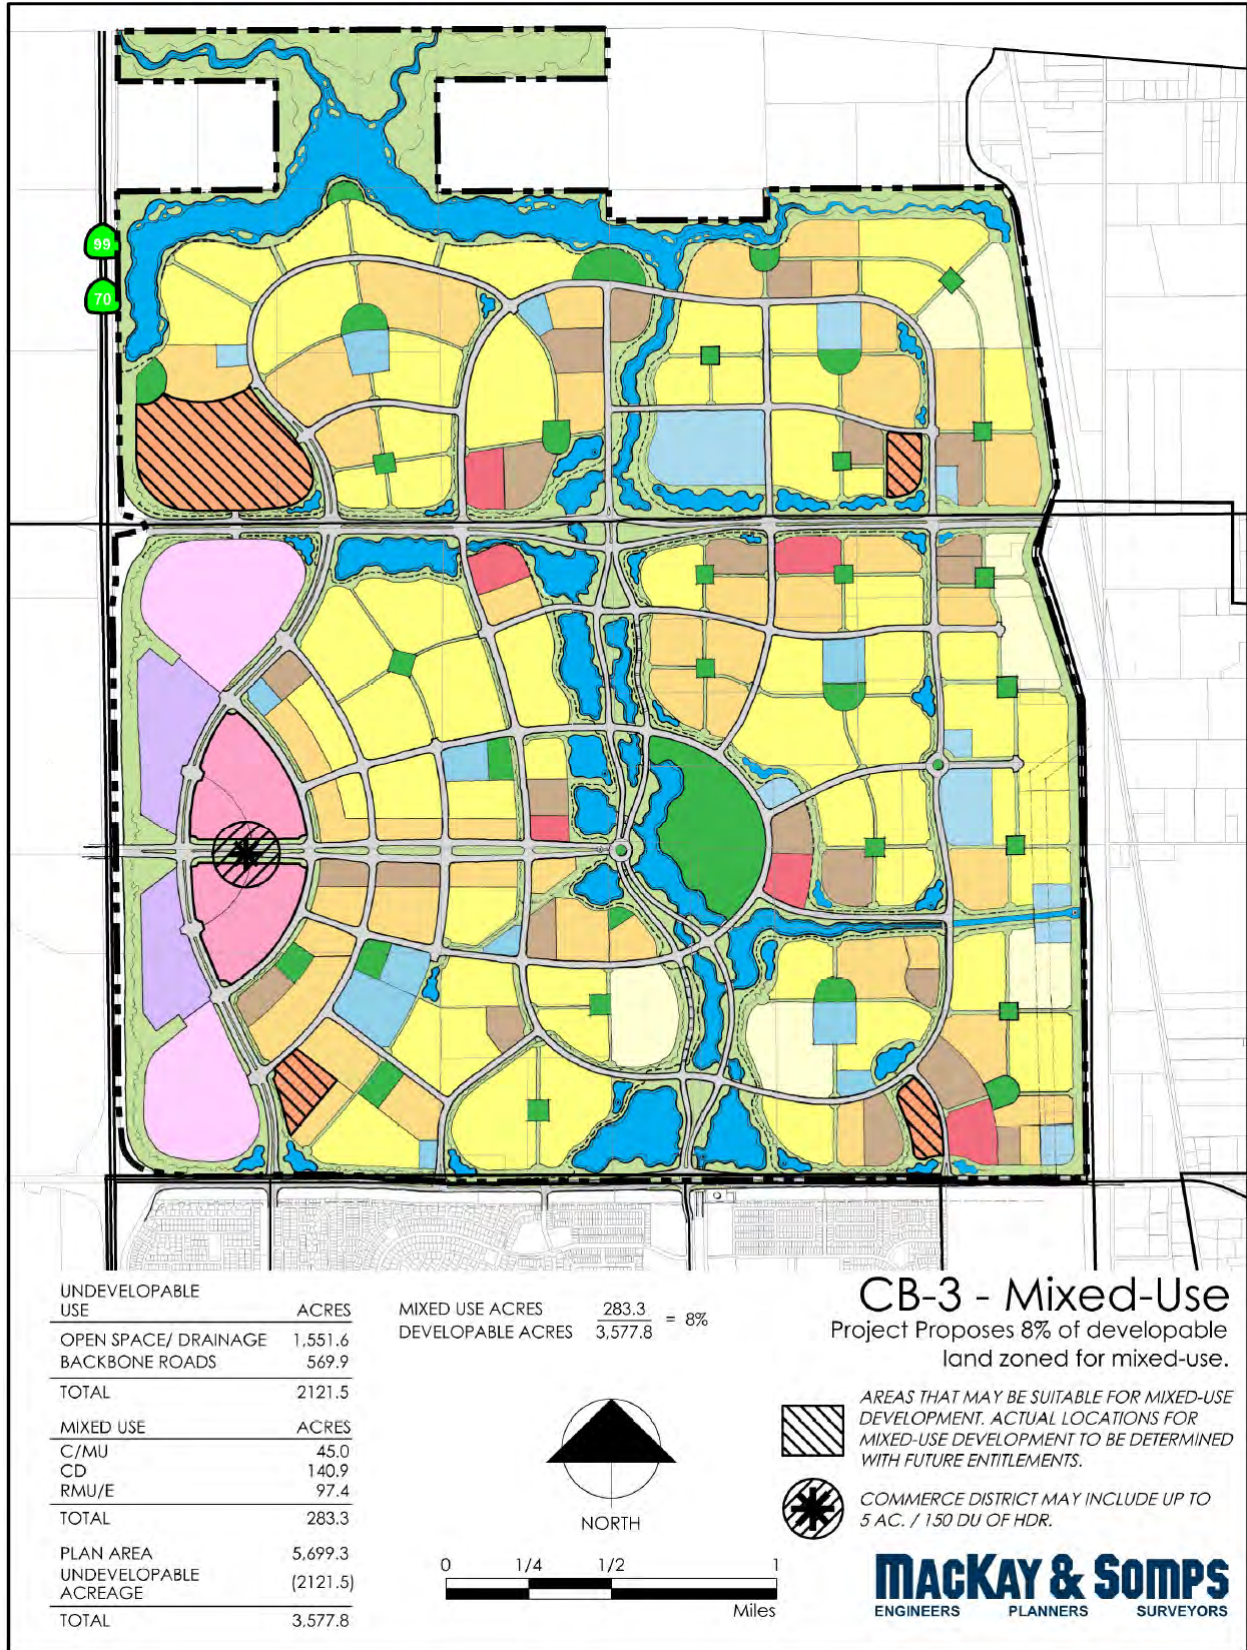 99
70
UNDEVELOPABLE
USE ACRES
OPEN SPACE/ DRAINAGE 1,551.6
BACKBONE ROADS 569.9
TOTAL 2121.5
MIXED USE ACRES
C/MU 45.0
CD 140.9
RMU/E 97.4
TOTAL 283.3
PLAN AREA 5,699.3
UNDEVELOPABLE
ACREAGE (2121.5)
TOTAL 3,577.8
MIXED USE ACRES 283.3
DEVELOPABLE ACRES 3,577.8 = 8%
NORTH
0 1/4 1/2 1
Miles
CB-3 - Mixed-Use
Project Proposes 8% of developable
land zoned for mixed-use.
AREAS THAT MAY BE SUITABLE FOR MIXED-USE
DEVELOPMENT. ACTUAL LOCATIONS FOR
MIXED-USE DEVELOPMENT TO BE DETERMINED
WITH FUTURE ENTITLEMENTS.
COMMERCE DISTRICT MAY INCLUDE UP TO
5 AC. / 150 DU OF HDR.
MACKAY & SOMPS
ENGINEERS PLANNERS SURVEYORS